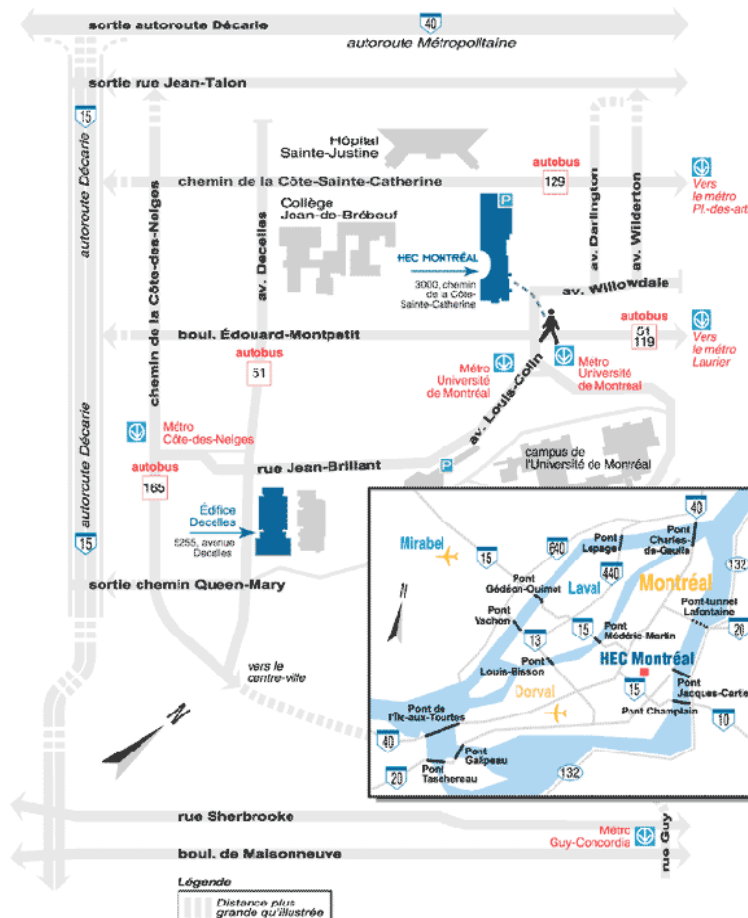 sortie autoroute Décarie
40
autoroute Métropolitaine
sortie rue Jean-Talon
15
autoroute Décarie
Hôpital
Sainte-Justine
autobus
129
chemin de la Côte-Sainte-Catherine
Vers
le métro
Pl.-des-arts
P
Collège
Jean-de-Brébeuf
av. Darlington
av. Wilderton
av. Decelles
chemin de la Côte-des-Neiges
HEC MONTRÉAL
3000, chemin
de la Côte-
Sainte-Catherine
av. Willowdale
boul. Édouard-Montpetit
autobus
51
119
Vers
le métro
Laurier
autobus
51
Métro
Université
de Montréal
Métro
Université
de Montréal
av. Louis-Colin
autoroute Décarie
Métro
Côte-des-Neiges
autobus
165
rue Jean-Brillant
P
campus de
l'Université de Montréal
Édifice
Decelles
5255, avenue
Decelles
15
sortie chemin Queen-Mary
vers le
centre-ville
N
40
Mirabel
15
640
Pont
Lepage
Pont
Charles-
de-Gaulle
132
440
Laval
Montréal
Pont
Gédéon-Ouimet
Pont
Vachon
13
15
Pont
Médéric-Martin
Pont-tunnel
Lafontaine
20
Pont
Louis-Bisson
HEC Montréal
Dorval
15
Pont
Jacques-Cartier
Pont Champlain
10
Pont de
l'Île-aux-Tourtes
40
Pont
Galipeau
20
Pont
Taschereau
132
rue Sherbrooke
Métro
Guy-Concordia
rue Guy
boul. de Maisonneuve
Légende
Distance plus
grande qu'illustrée